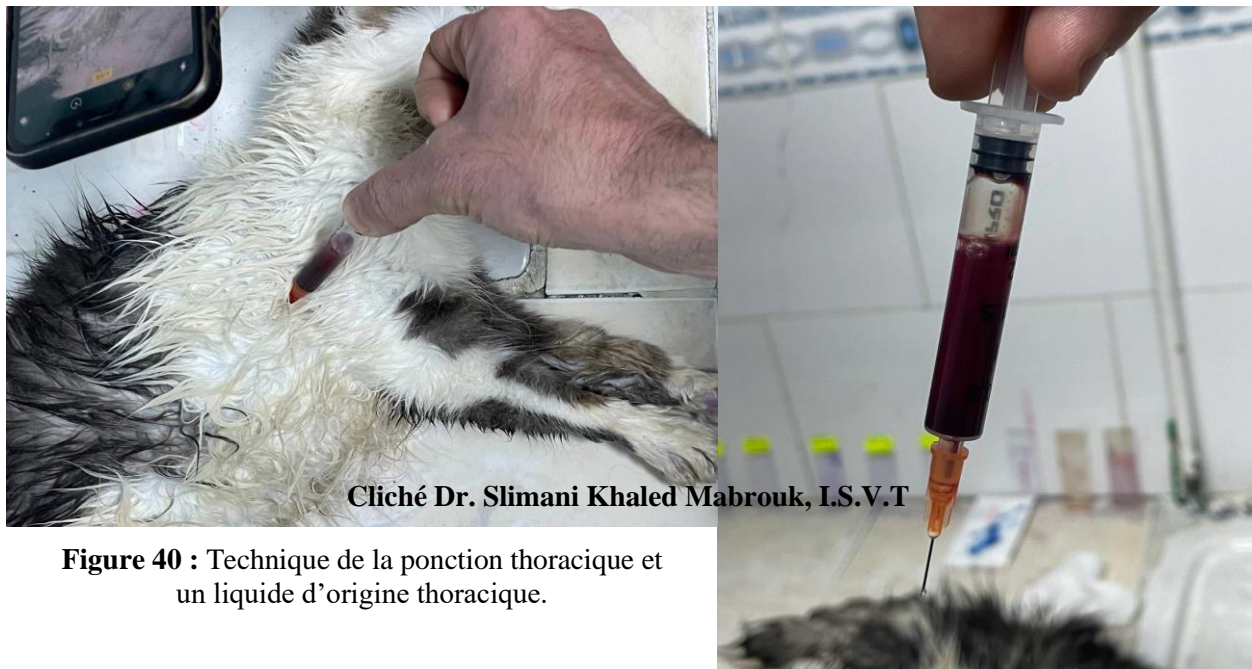 Cliché Dr. Slimani Khaled Mabrouk, I.S.V.T
Figure 40 : Technique de la ponction thoracique et
un liquide d’origine thoracique.